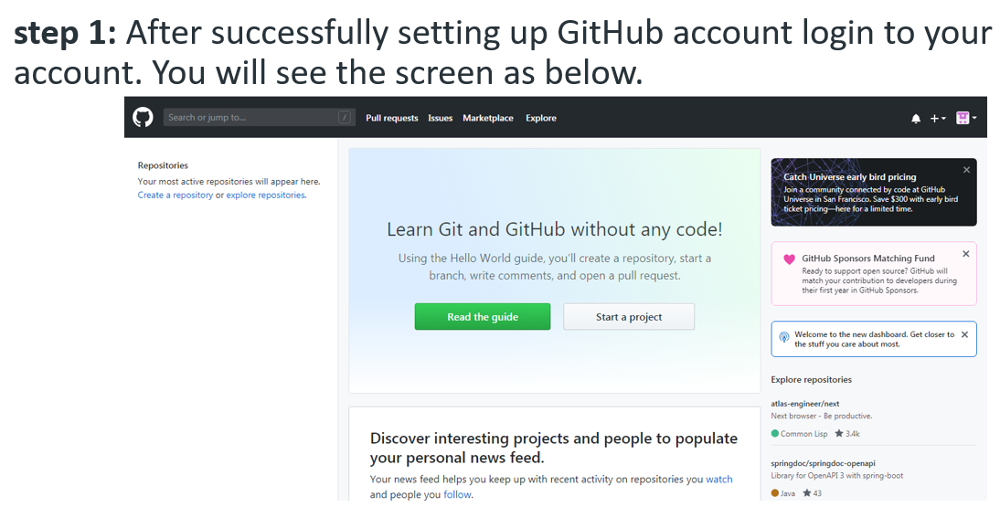 step 1: After successfully setting up GitHub account login to your
account. You will see the screen as below.
Search or jump to...
/
Pull requests
Issues
Marketplace
Explore
Repositories
Your most active repositories will appear here.
Create a repository or explore repositories.
Learn Git and GitHub without any code!
Using the Hello World guide, you'll create a repository, start a
branch, write comments, and open a pull request.
Read the guide
Start a project
Discover interesting projects and people to populate
your personal news feed.
Your news feed helps you keep up with recent activity on repositories you watch
and people you follow.
Catch Universe early bird pricing
Join a community connected by code at GitHub
Universe in San Francisco. Save $300 with early bird
ticket pricing—here for a limited time.
GitHub Sponsors Matching Fund
Ready to support open source? GitHub will
match your contribution to developers during
their first year in GitHub Sponsors.
Welcome to the new dashboard. Get closer to
the stuff you care about most.
Explore repositories
atlas-engineer/next
Next browser - Be productive.
Common Lisp 3.4k
springdoc/springdoc-openapi
Library for OpenAPI 3 with spring-boot
Java 43